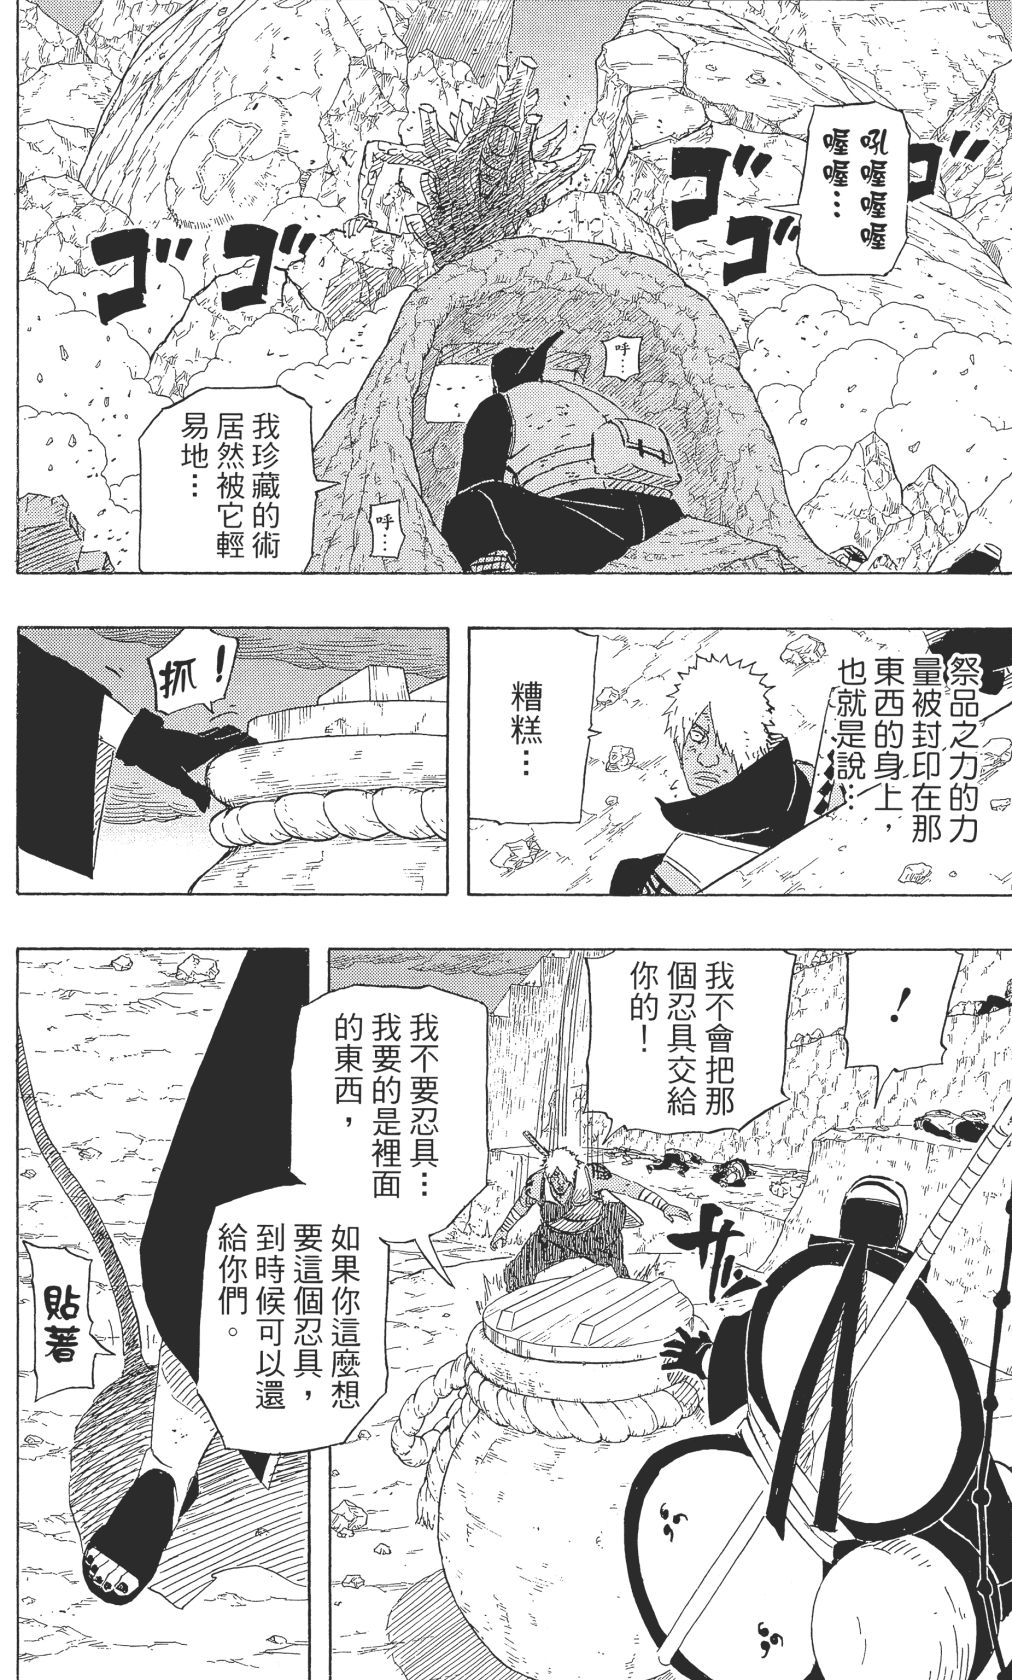 吼喔喔喔
喔喔…
ゴ
ゴ
ゴ
ゴ
ゴ
呼…
我珍藏的術
居然被它輕
易地…
呼…
祭品之力的力
量被封印在那
東西的身上，
也就是說…
糟糕…
抓！
！
我不會把那
個忍具交給
你的！
ザッ
我不要忍具…
我要的是裡面
的東西，
如果你這麼想
要這個忍具，
到時候可以還
給你們。
貼著